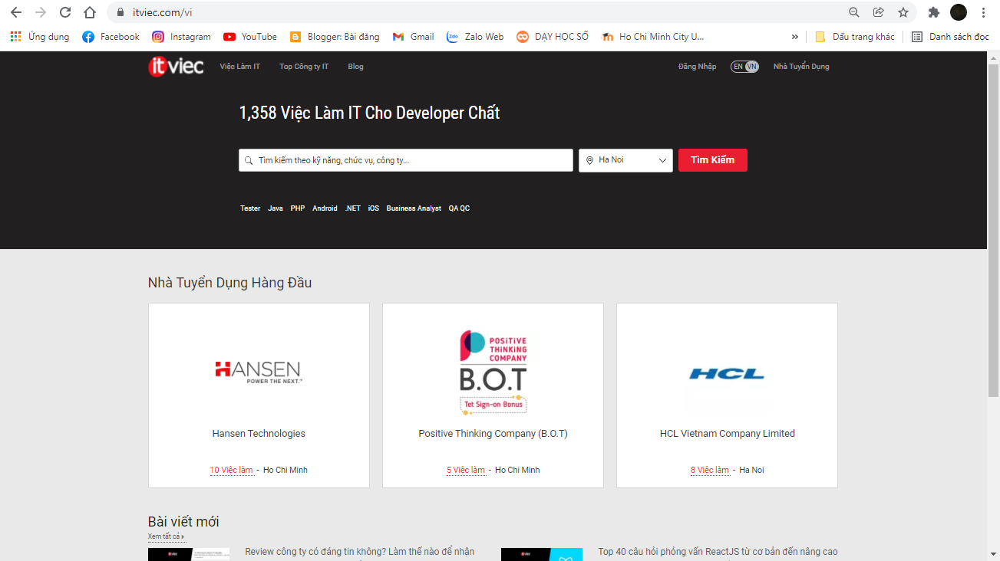 itviec.com/vi
Ứng dụng Facebook Instagram YouTube Blogger: Bài đăng Gmail Zalo Zalo Web DẠY HỌC SỐ Ho Chi Minh City U... » Dấu trang khác Danh sách đọc
itviec Việc Làm IT Top Công ty IT Blog Đăng Nhập EN VN Nhà Tuyển Dụng
1,358 Việc Làm IT Cho Developer Chất
Tìm kiếm theo kỹ năng, chức vụ, công ty... Ha Noi Tìm Kiếm
Tester Java PHP Android .NET iOS Business Analyst QA QC
Nhà Tuyển Dụng Hàng Đầu
HANSEN
POWER THE NEXT.™
Hansen Technologies
10 Việc làm - Ho Chi Minh
POSITIVE
THINKING
COMPANY
B.O.T
Tet Sign-on Bonus
Positive Thinking Company (B.O.T)
5 Việc làm - Ho Chi Minh
HCL
HCL Vietnam Company Limited
8 Việc làm - Ha Noi
Bài viết mới
Xem tất cả
itviec
Review công ty có đáng tin không? Làm thế nào để nhận
itviec
Top 40 câu hỏi phỏng vấn ReactJS từ cơ bản đến nâng cao